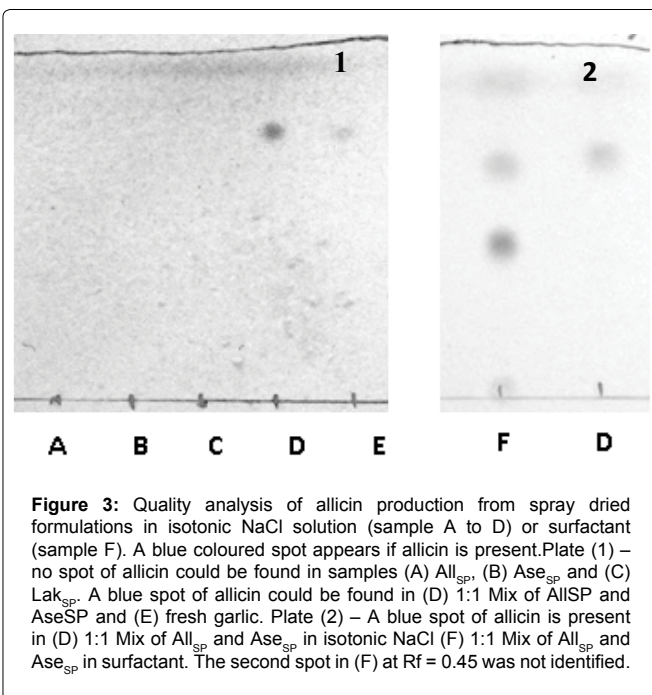 1
2
A B C D E
F D
Figure 3: Quality analysis of allicin production from spray dried
formulations in isotonic NaCl solution (sample A to D) or surfactant
(sample F). A blue coloured spot appears if allicin is present.Plate (1) –
no spot of allicin could be found in samples (A) AllSP, (B) AseSP and (C)
LakSP. A blue spot of allicin could be found in (D) 1:1 Mix of AllSP and
AseSP and (E) fresh garlic. Plate (2) – A blue spot of allicin is present
in (D) 1:1 Mix of AllSP and AseSP in isotonic NaCl (F) 1:1 Mix of AllSP and
AseSP in surfactant. The second spot in (F) at Rf = 0.45 was not identified.